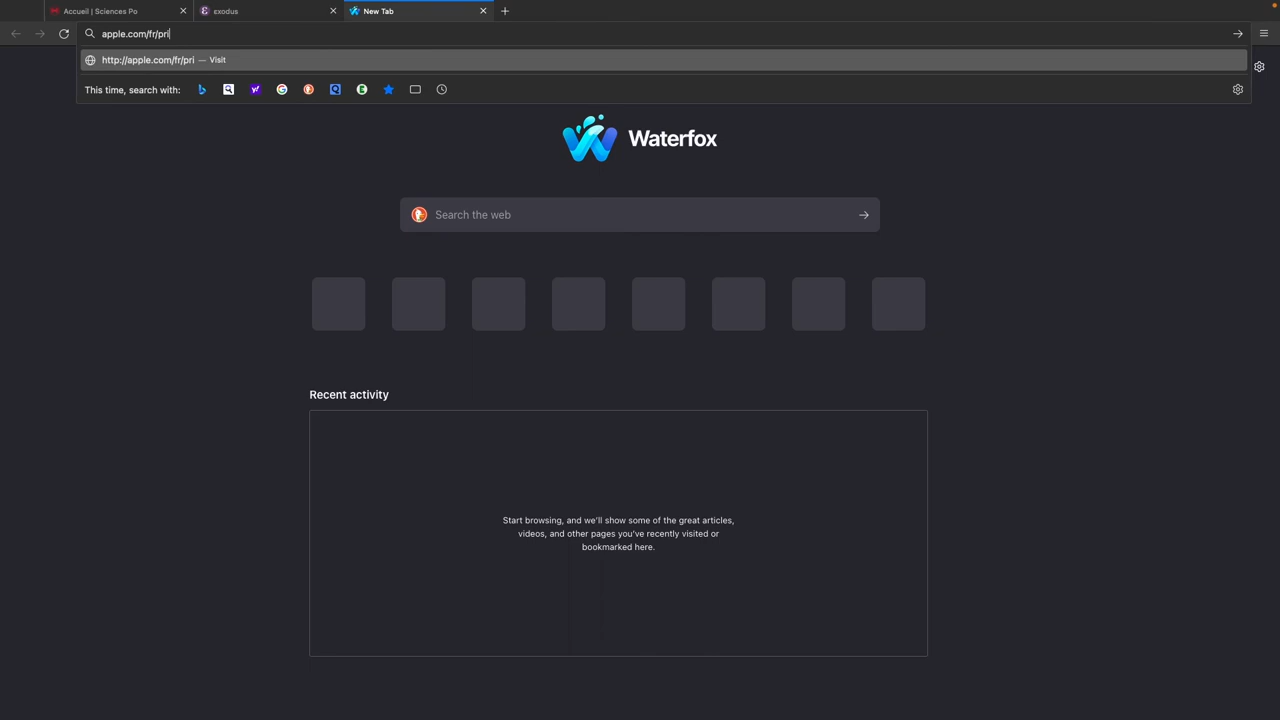 Accueil | Sciences Po
exodus
New Tab
apple.com/fr/pri
http://apple.com/fr/pri — Visit
This time, search with:
Waterfox
Search the web
Recent activity
Start browsing, and we'll show some of the great articles,
videos, and other pages you've recently visited or
bookmarked here.